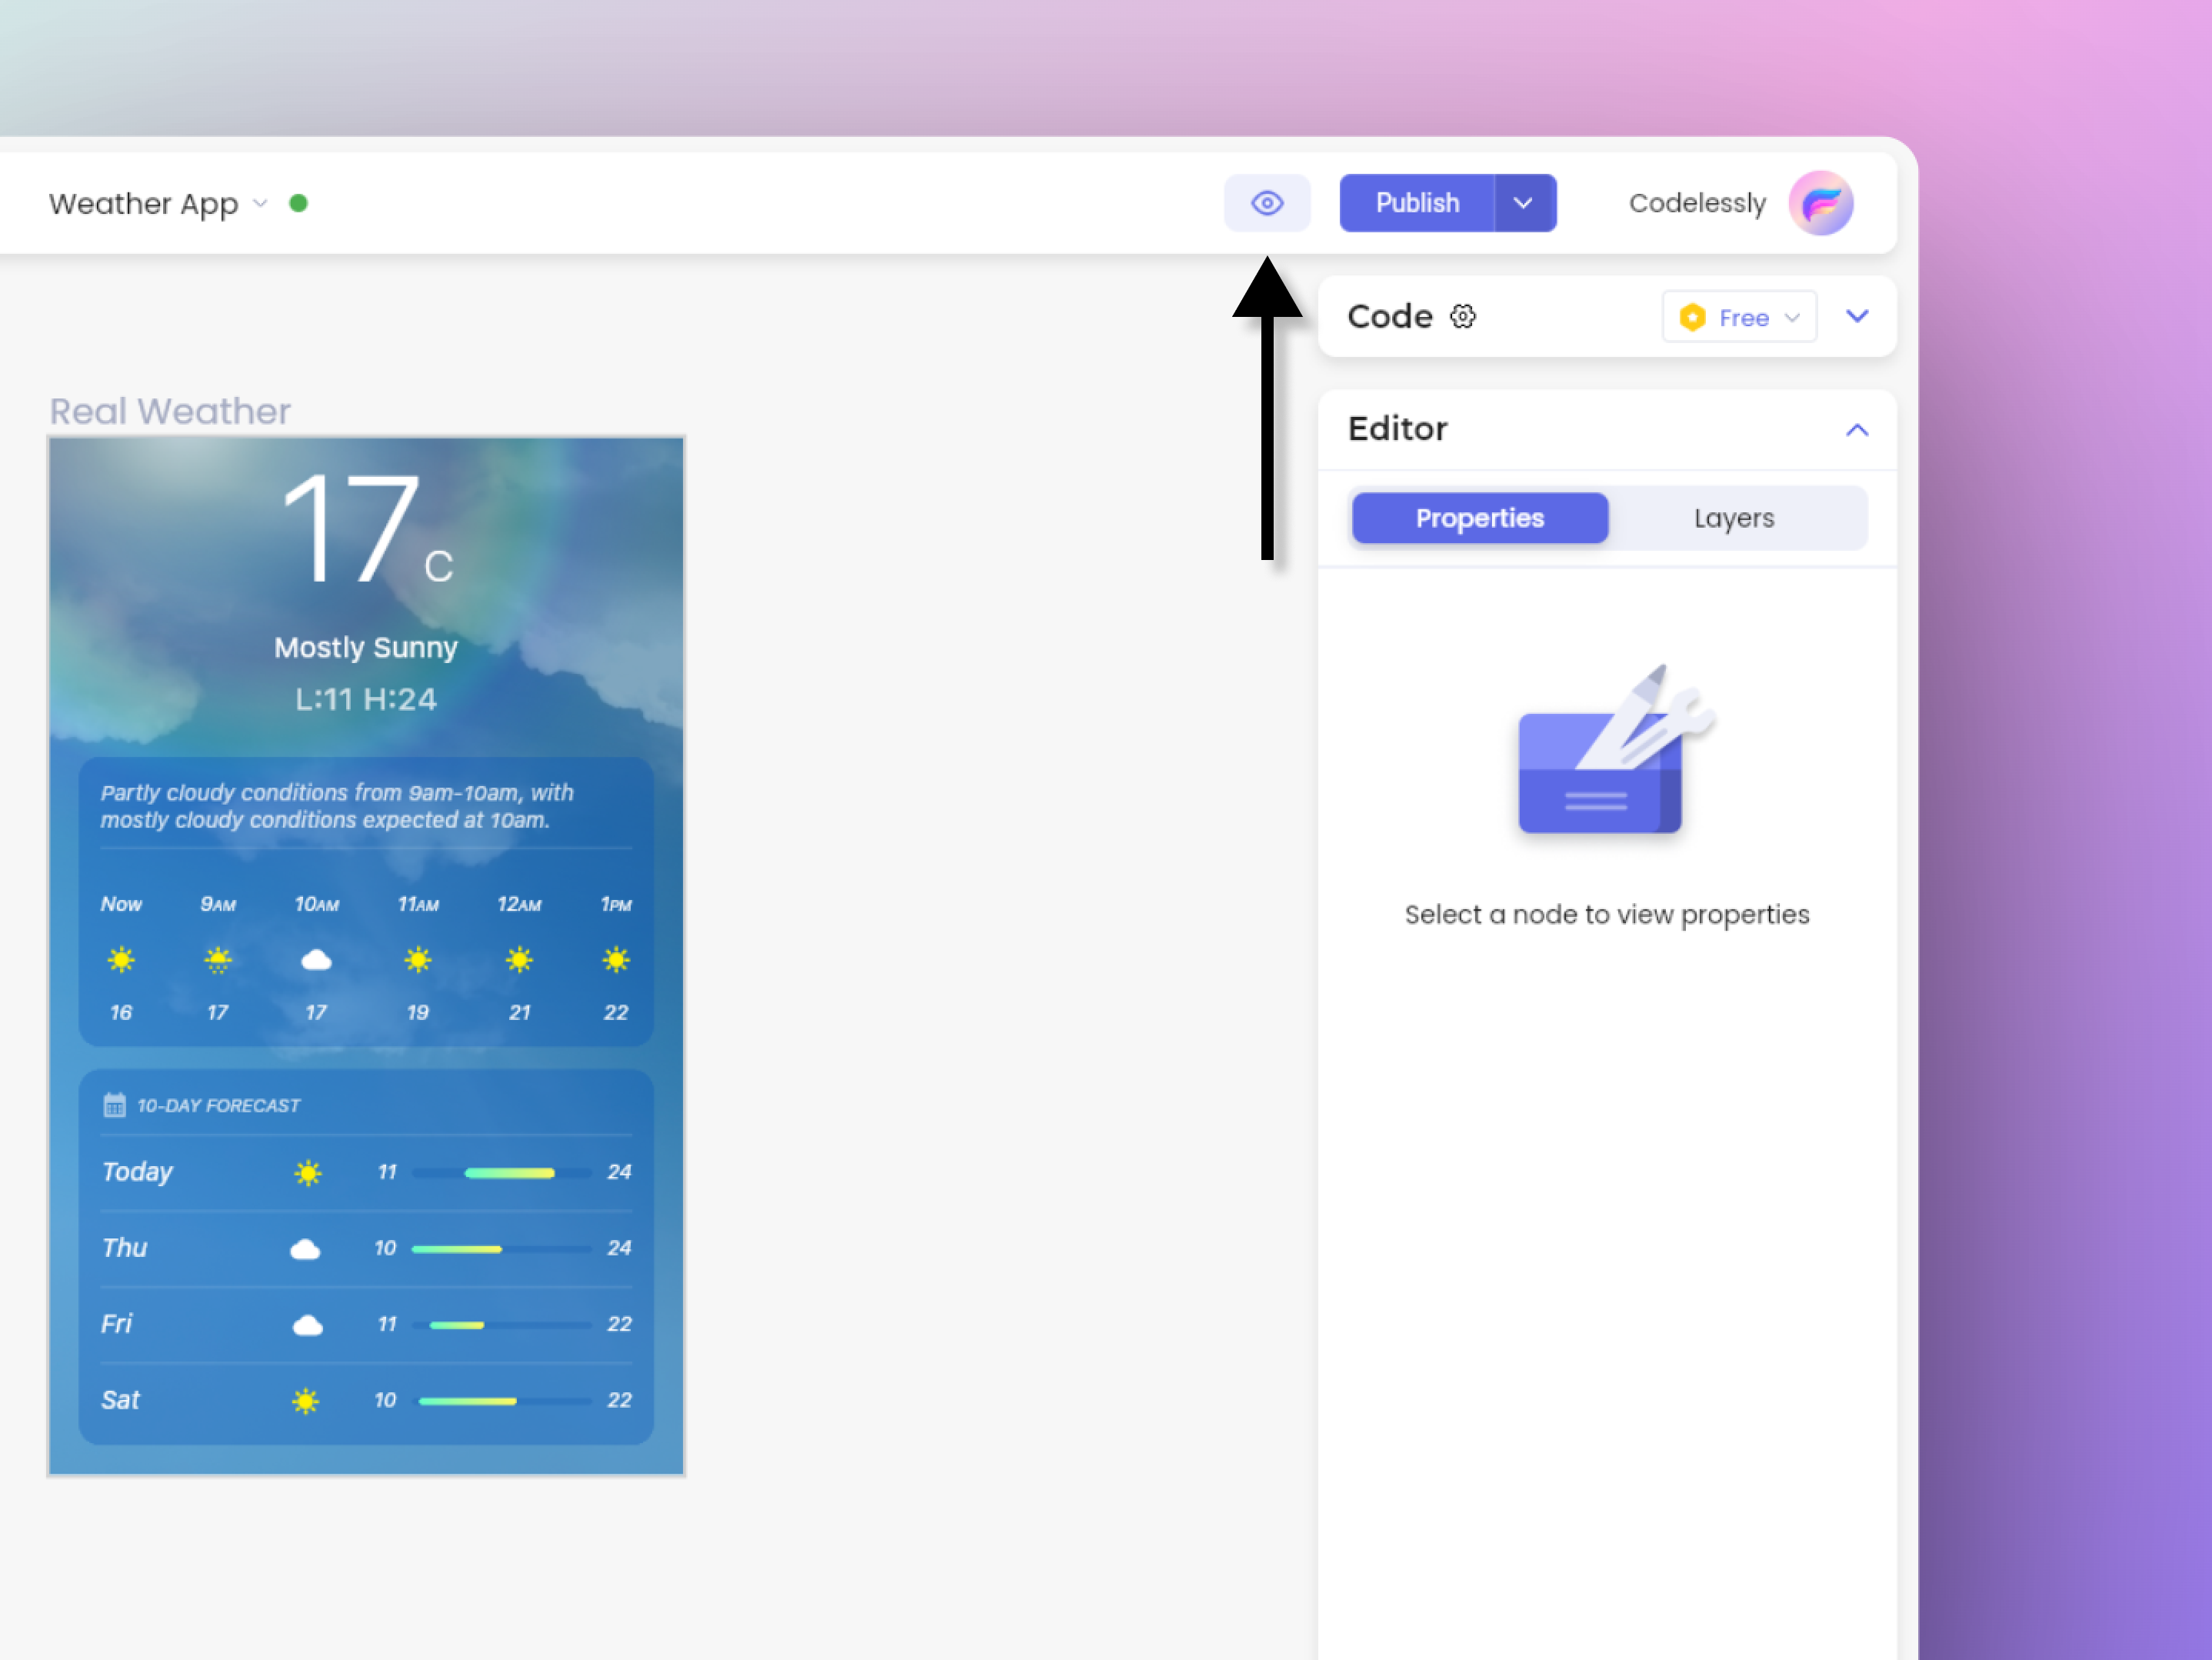 Weather App
Publish
Codelessly
Code
Free
Editor
Properties
Layers
Select a node to view properties
Real Weather
17 C
Mostly Sunny
L:11 H:24
Partly cloudy conditions from 9am-10am, with
mostly cloudy conditions expected at 10am.
Now 9AM 10AM 11AM 12AM 1PM
16 17 17 19 21 22
10-DAY FORECAST
Today 11 24
Thu 10 24
Fri 11 22
Sat 10 22